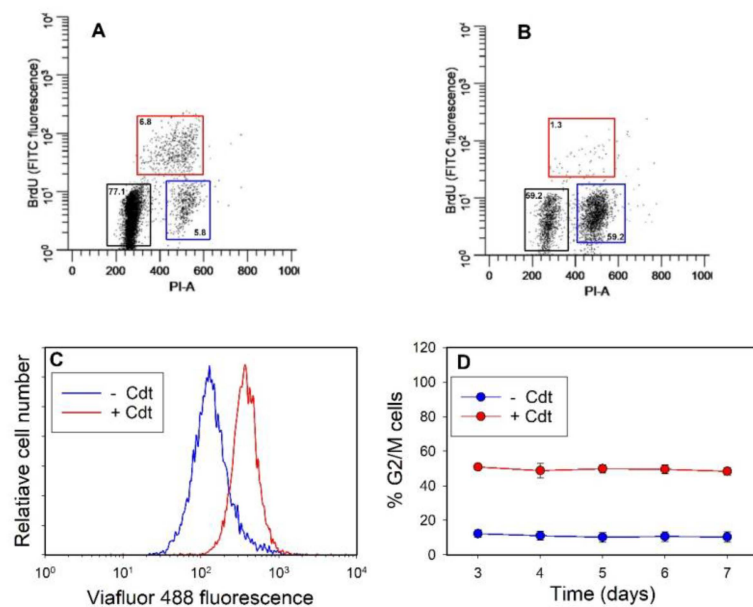 A
BrdU (FITC fluorescence)
10⁴
10³
10²
10¹
10⁰
6.8
77.1
5.8
0 200 400 600 800 100(
PI-A
B
BrdU (FITC fluorescence)
10⁴
10³
10²
10¹
10⁰
1.3
59.2
59.2
0 200 400 600 800 100(
PI-A
C
- Cdt
+ Cdt
Relatiave cell number
10⁰ 10¹ 10² 10³ 10⁴
Viafluor 488 fluorescence
D
- Cdt
+ Cdt
% G2/M cells
120
100
80
60
40
20
0
3 4 5 6 7
Time (days)